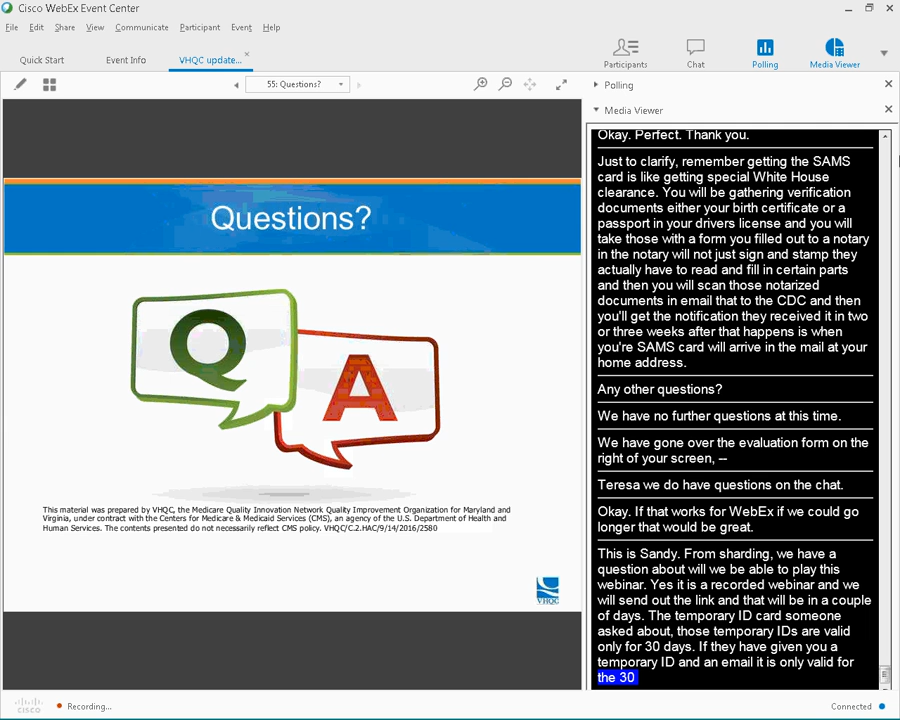 Cisco WebEx Event Center
File Edit Share View Communicate Participant Event Help
Quick Start Event Info VHQC update...
Participants Chat Polling Media Viewer
55: Questions?
Questions?
Q
A
This material was prepared by VHQC, the Medicare Quality Innovation Network Quality Improvement Organization for Maryland and
Virginia, under contract with the Centers for Medicare & Medicaid Services (CMS), an agency of the U.S. Department of Health and
Human Services. The contents presented do not necessarily reflect CMS policy. VHQC/C.2.HAC/9/14/2016/2580
VHQC
Polling
Media Viewer
Okay. Perfect. Thank you.
Just to clarify, remember getting the SAMS
card is like getting special White House
clearance. You will be gathering verification
documents either your birth certificate or a
passport in your drivers license and you will
take those with a form you filled out to a notary
in the notary will not just sign and stamp they
actually have to read and fill in certain parts
and then you will scan those notarized
documents in email that to the CDC and then
you'll get the notification they received it in two
or three weeks after that happens is when
you're SAMS card will arrive in the mail at your
home address.
Any other questions?
We have no further questions at this time.
We have gone over the evaluation form on the
right of your screen, --
Teresa we do have questions on the chat.
Okay. If that works for WebEx if we could go
longer that would be great.
This is Sandy. From sharding, we have a
question about will we be able to play this
webinar. Yes it is a recorded webinar and we
will send out the link and that will be in a couple
of days. The temporary ID card someone
asked about, those temporary IDs are valid
only for 30 days. If they have given you a
temporary ID and an email it is only valid for
the 30
cisco Recording...
Connected